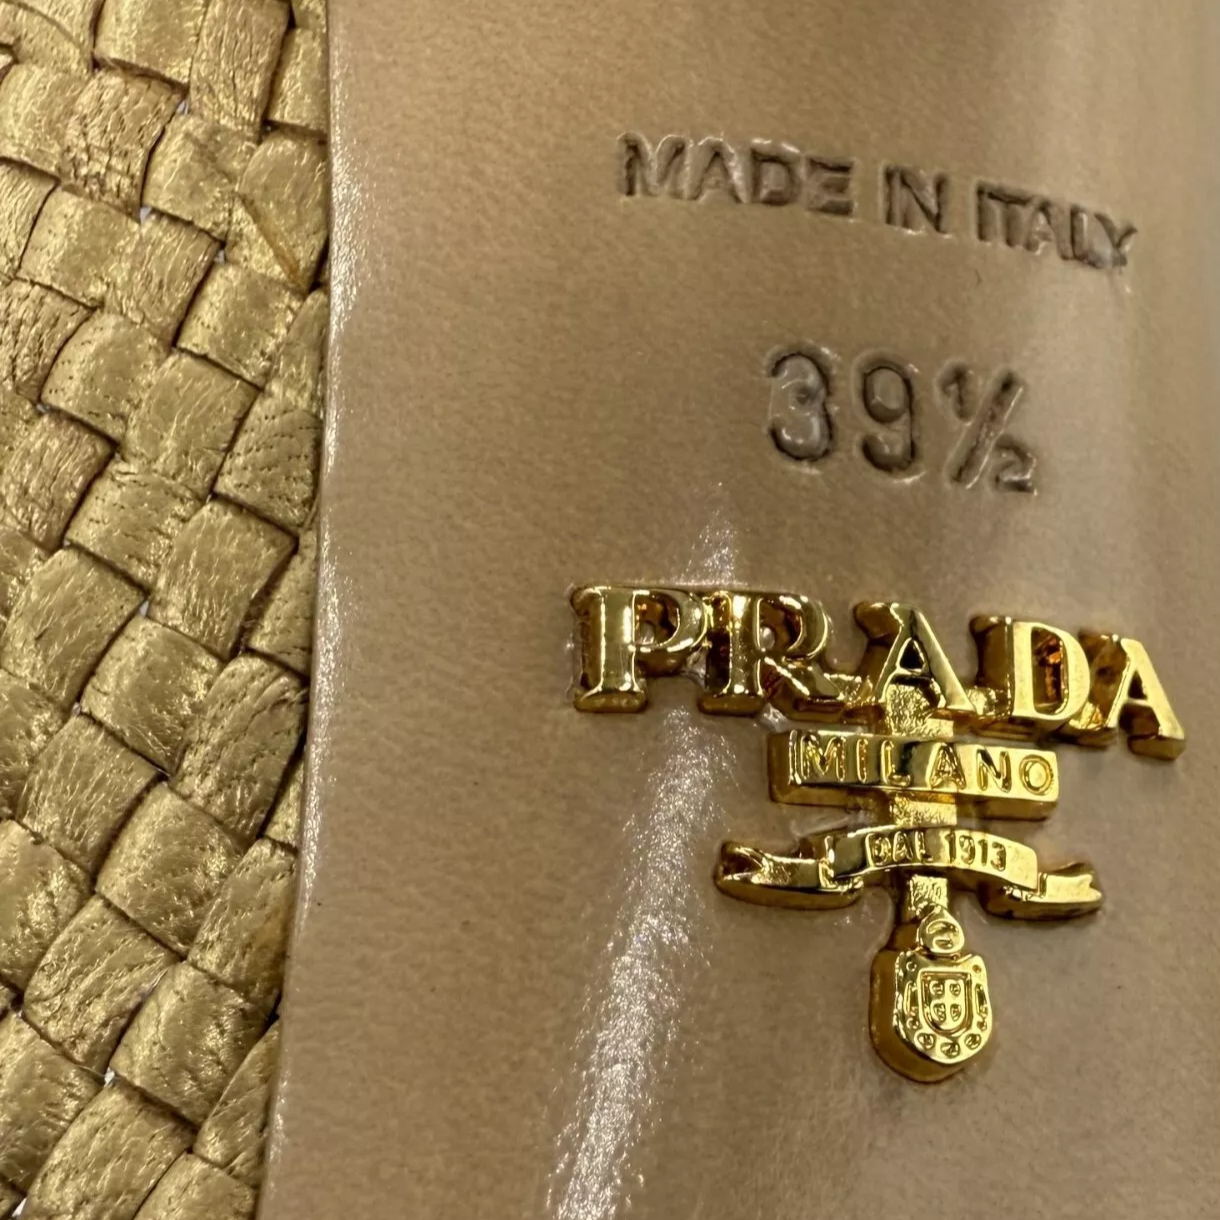 MADE IN ITALY
39½
PRADA
MILANO
DAL 1913